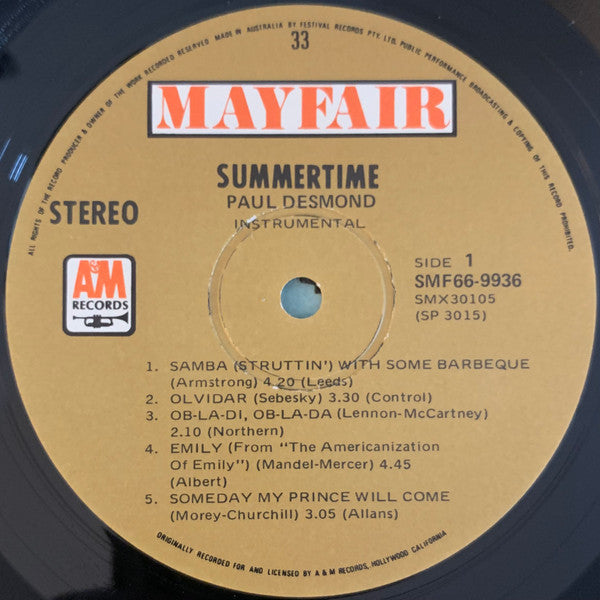 ALL RIGHTS OF THE RECORD PRODUCER & OWNER OF THE WORK REPRODUCED RESERVED. MADE IN AUSTRALIA BY FESTIVAL RECORDS PTY. LTD. PUBLIC PERFORMANCE BROADCASTING & COPYING OF THIS RECORD PROHIBITED.
33
MAYFAIR
SUMMERTIME
PAUL DESMOND
INSTRUMENTAL
STEREO
A&M
RECORDS
SIDE 1
SMF66-9936
SMX30105
(SP 3015)
1. SAMBA (STRUTTIN') WITH SOME BARBEQUE
(Armstrong) 4.20 (Leeds)
2. OLVIDAR (Sebesky) 3.30 (Control)
3. OB-LA-DI, OB-LA-DA (Lennon-McCartney)
2.10 (Northern)
4. EMILY (From "The Americanization
Of Emily") (Mandel-Mercer) 4.45
(Albert)
5. SOMEDAY MY PRINCE WILL COME
(Morey-Churchill) 3.05 (Allans)
ORIGINALLY RECORDED FOR AND LICENSED BY A & M RECORDS, HOLLYWOOD CALIFORNIA